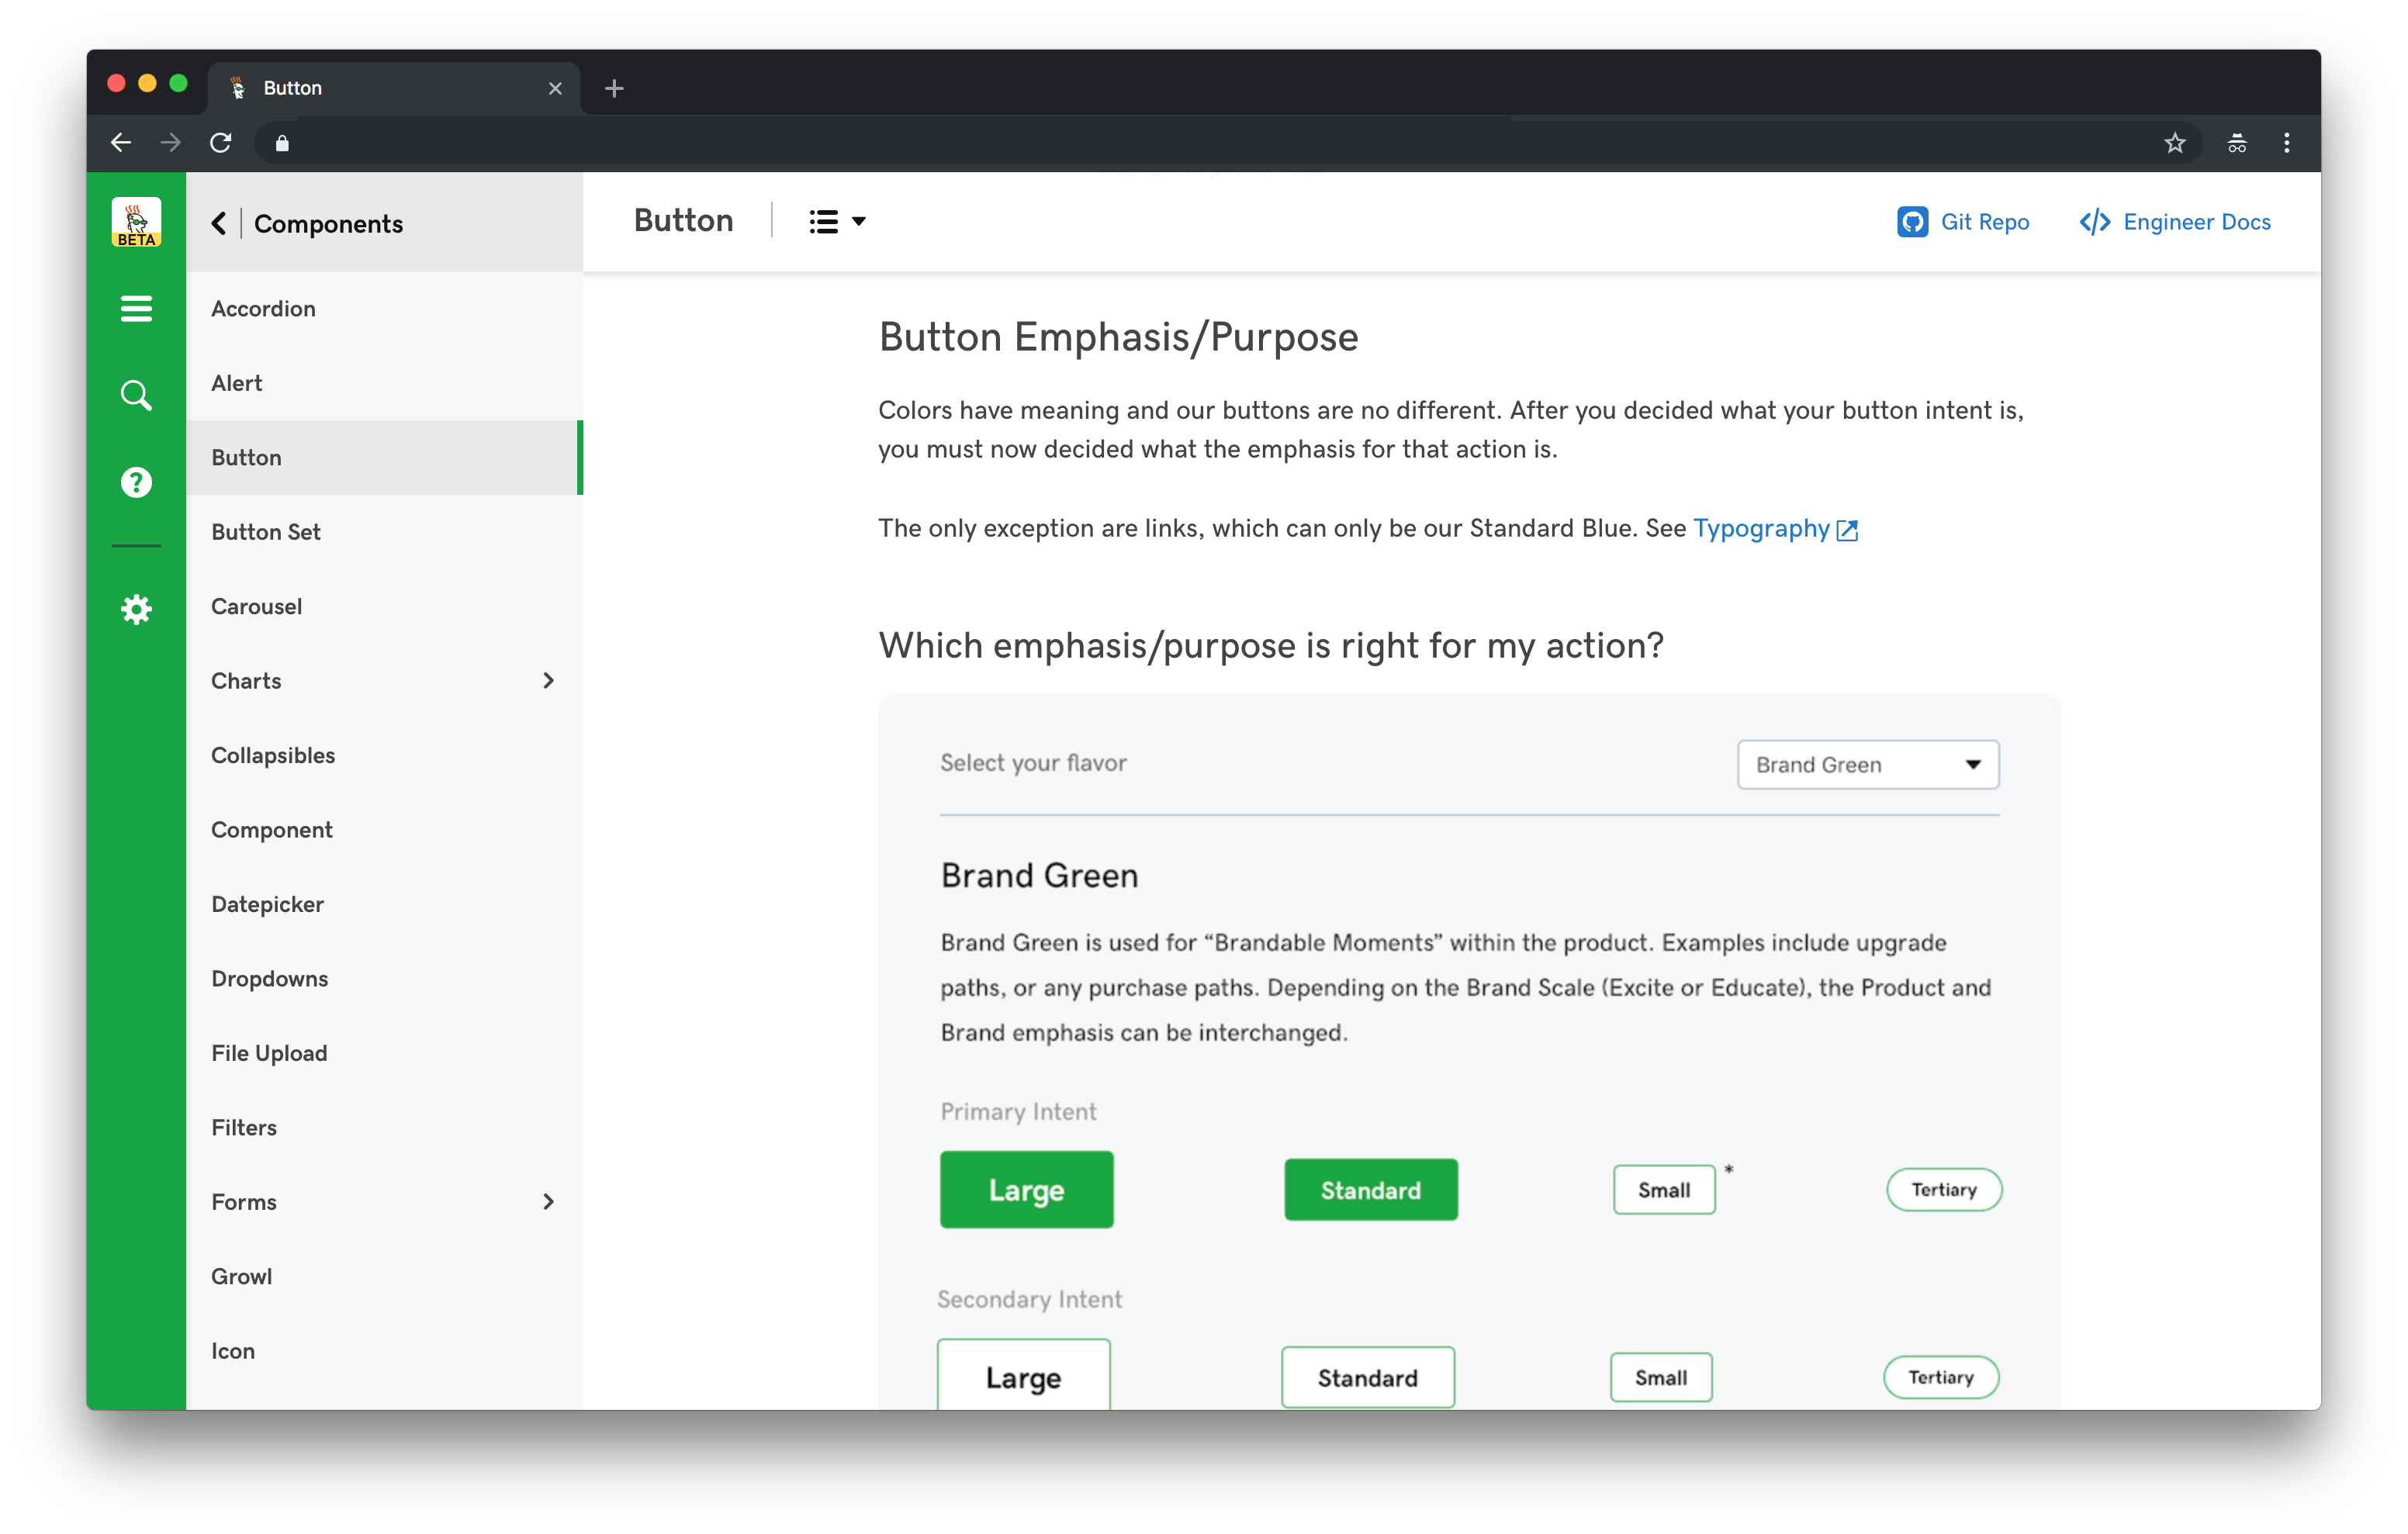 Button
BETA
Components
Button
Git Repo
Engineer Docs
Accordion
Alert
Button
Button Set
Carousel
Charts
Collapsibles
Component
Datepicker
Dropdowns
File Upload
Filters
Forms
Growl
Icon
Button Emphasis/Purpose
Colors have meaning and our buttons are no different. After you decided what your button intent is,
you must now decided what the emphasis for that action is.
The only exception are links, which can only be our Standard Blue. See Typography
Which emphasis/purpose is right for my action?
Select your flavor
Brand Green
Brand Green
Brand Green is used for “Brandable Moments” within the product. Examples include upgrade
paths, or any purchase paths. Depending on the Brand Scale (Excite or Educate), the Product and
Brand emphasis can be interchanged.
Primary Intent
Large
Standard
Small *
Tertiary
Secondary Intent
Large
Standard
Small
Tertiary